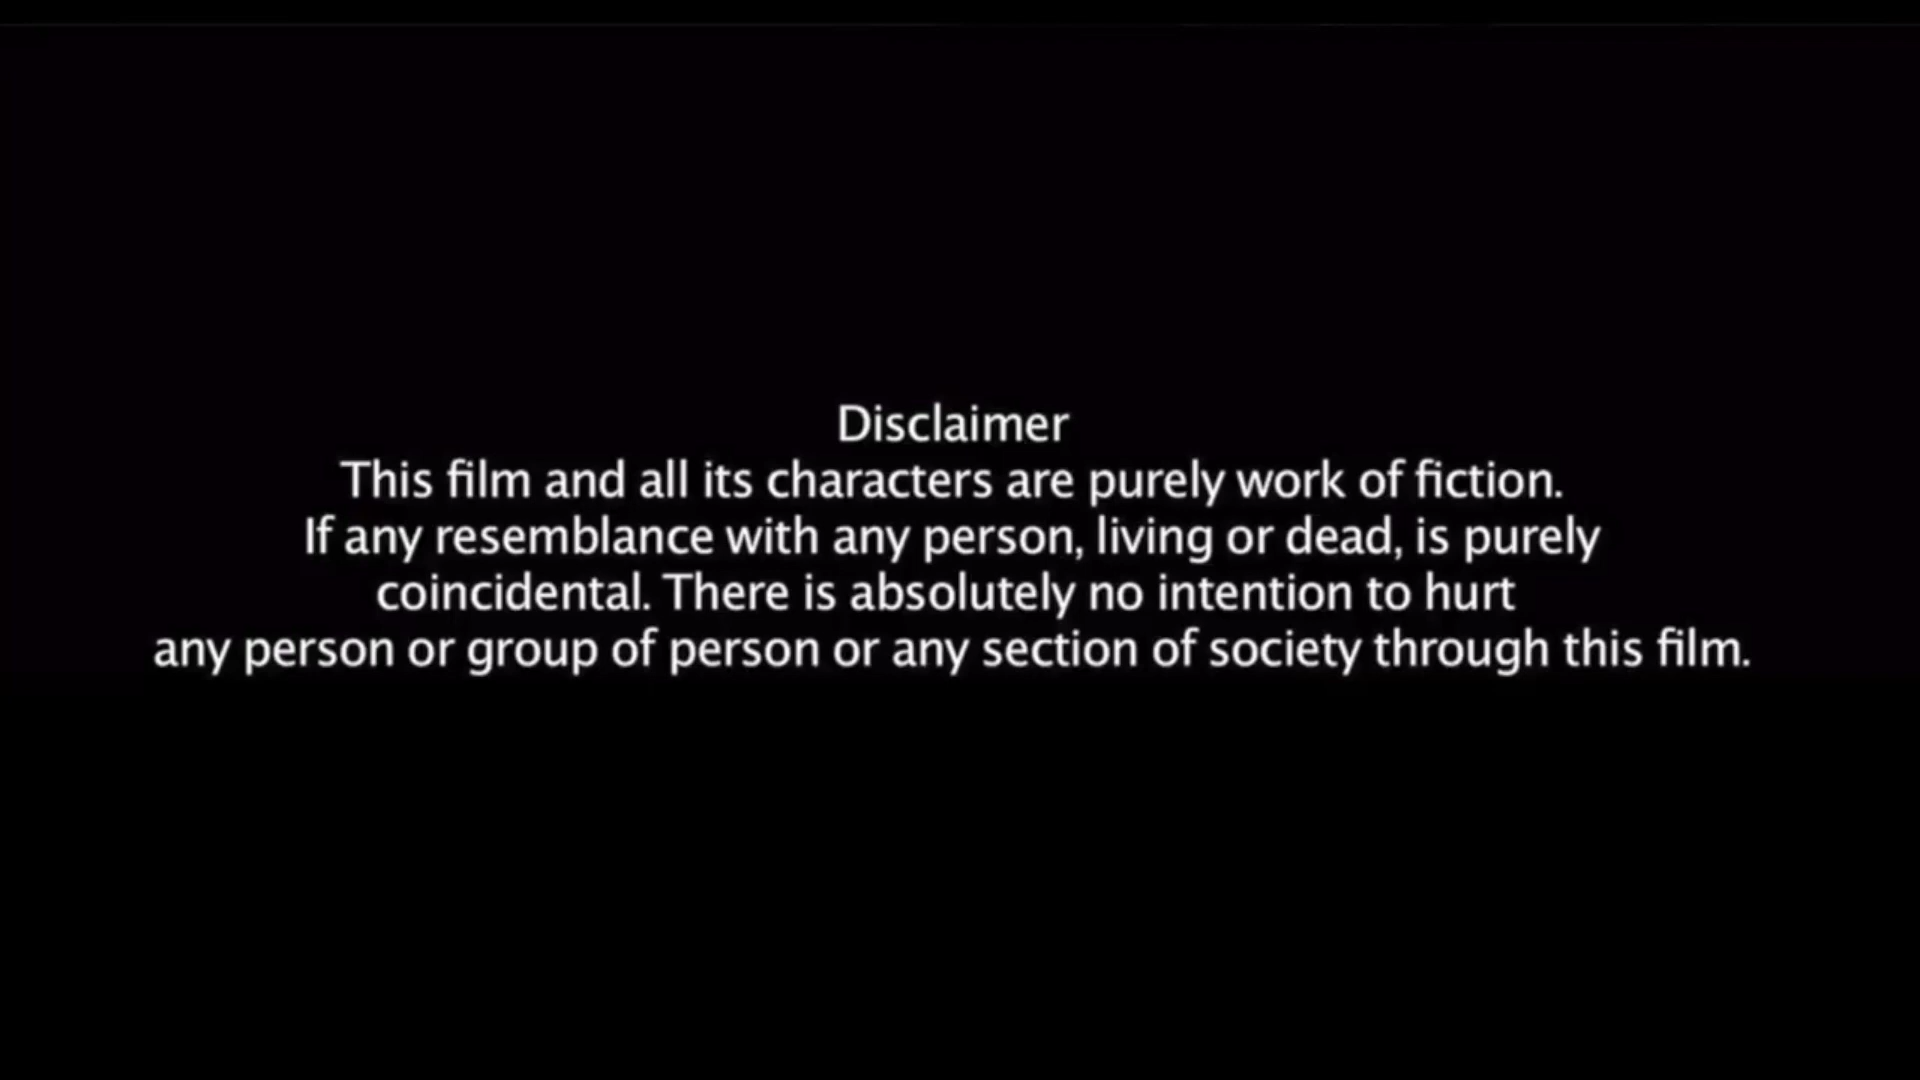 Disclaimer
This film and all its characters are purely work of fiction.
If any resemblance with any person, living or dead, is purely
coincidental. There is absolutely no intention to hurt
any person or group of person or any section of society through this film.